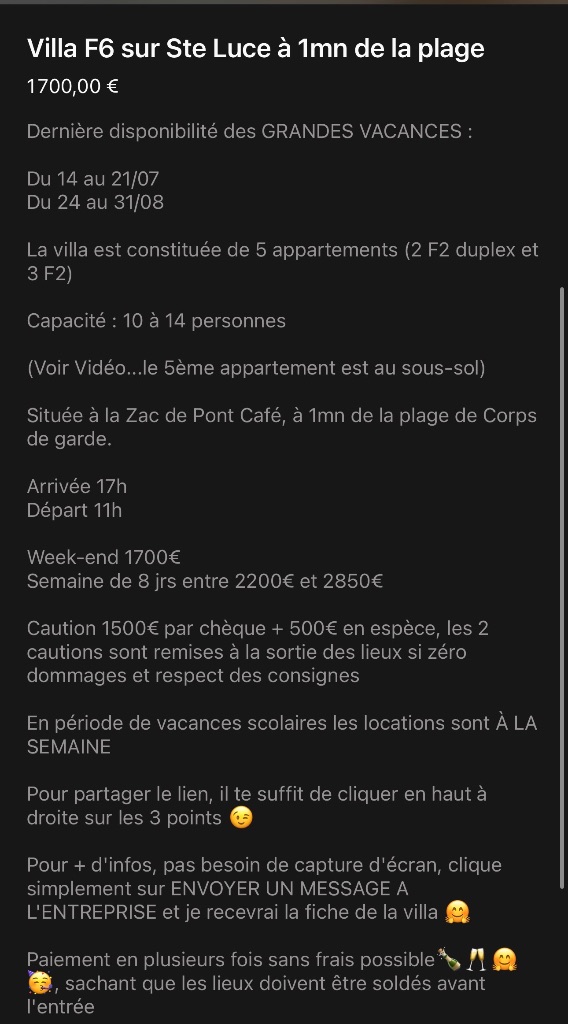 Villa F6 sur Ste Luce à 1mn de la plage
1700,00 €
Dernière disponibilité des GRANDES VACANCES :
Du 14 au 21/07
Du 24 au 31/08
La villa est constituée de 5 appartements (2 F2 duplex et
3 F2)
Capacité : 10 à 14 personnes
(Voir Vidéo...le 5ème appartement est au sous-sol)
Située à la Zac de Pont Café, à 1mn de la plage de Corps
de garde.
Arrivée 17h
Départ 11h
Week-end 1700€
Semaine de 8 jrs entre 2200€ et 2850€
Caution 1500€ par chèque + 500€ en espèce, les 2
cautions sont remises à la sortie des lieux si zéro
dommages et respect des consignes
En période de vacances scolaires les locations sont À LA
SEMAINE
Pour partager le lien, il te suffit de cliquer en haut à
droite sur les 3 points 😉
Pour + d'infos, pas besoin de capture d'écran, clique
simplement sur ENVOYER UN MESSAGE A
L'ENTREPRISE et je recevrai la fiche de la villa 🤗
Paiement en plusieurs fois sans frais possible🍾🥂🤗
🥳, sachant que les lieux doivent être soldés avant
l'entrée